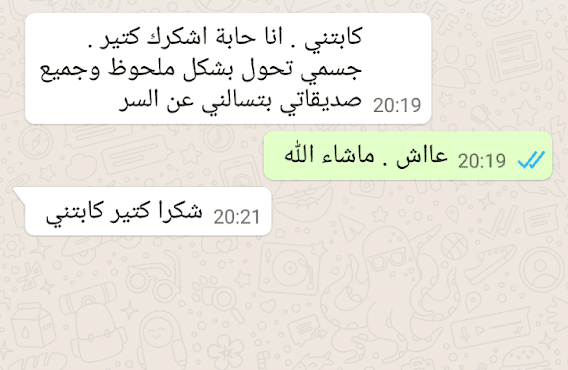 كابتني . انا حابة اشكرك كتير .
جسمي تحول بشكل ملحوظ وجميع
صديقاتي بتسالني عن السر
20:19
عااش . ماشاء الله
20:19
شكرا كتير كابتني
20:21